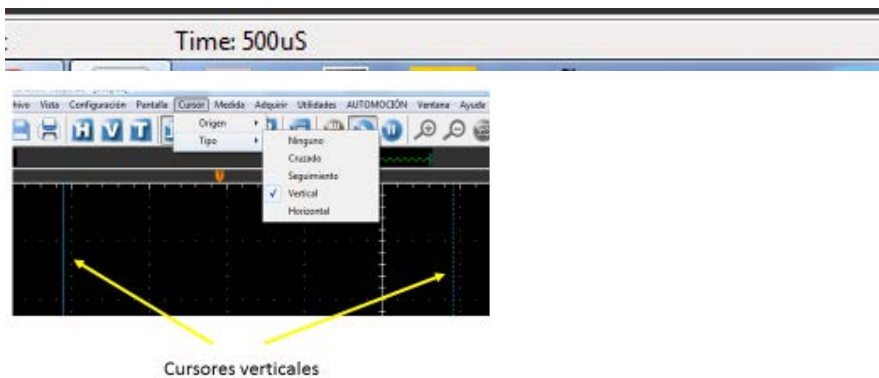 Time: 500uS
Vista Configuración Pantalla Cursor Medida Adquirir Utilidades AUTOMOCIÓN Ventana Ayuda
H V T
Origen
Tipo
Ninguno
Cruzado
Seguimiento
Vertical
Horizontal
Cursores verticales